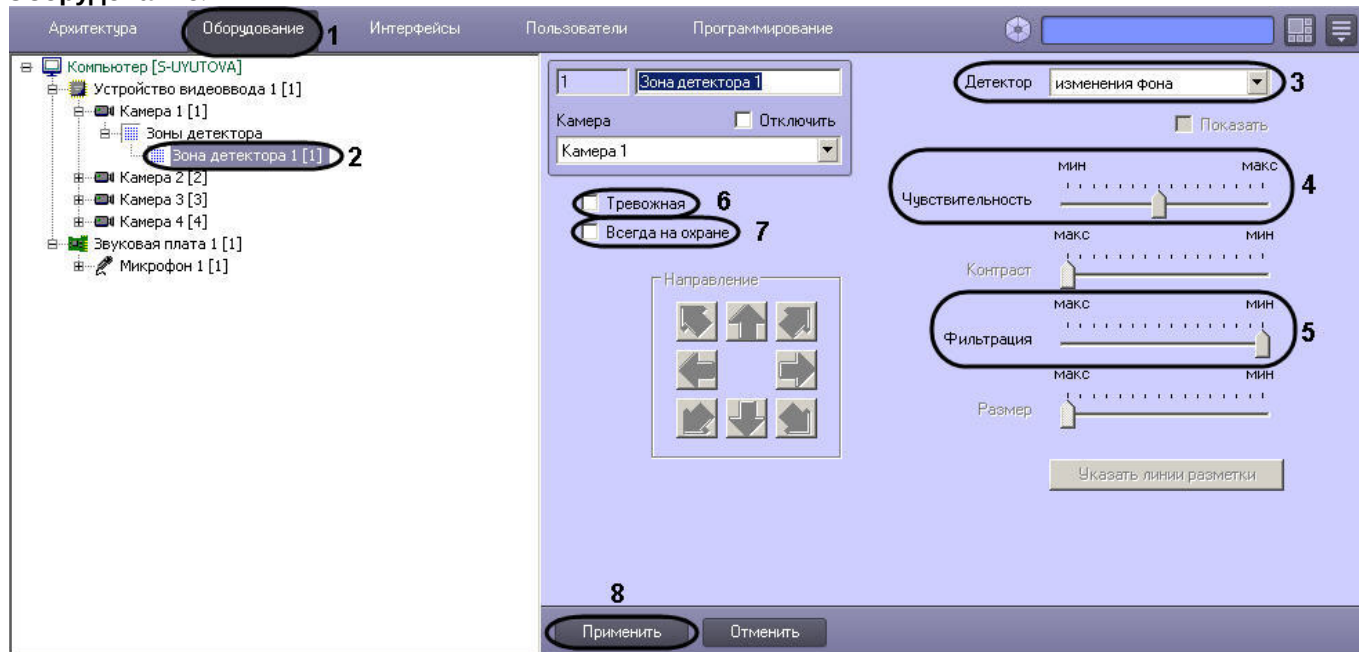 Архитектура Оборудование 1 Интерфейсы Пользователи Программирование
Компьютер [S-UYUTOVA]
Устройство видеоввода 1 [1]
Камера 1 [1]
Зоны детектора
Зона детектора 1 [1] 2
Камера 2 [2]
Камера 3 [3]
Камера 4 [4]
Звуковая плата 1 [1]
Микрофон 1 [1]
1 Зона детектора 1
Камера Отключить
Камера 1
Тревожная 6
Всегда на охране 7
Направление
Детектор изменения фона 3
Показать
мин макс
Чувствительность 4
макс мин
Контраст
макс мин
Фильтрация 5
макс мин
Размер
Указать линии разметки
8
Применить Отменить